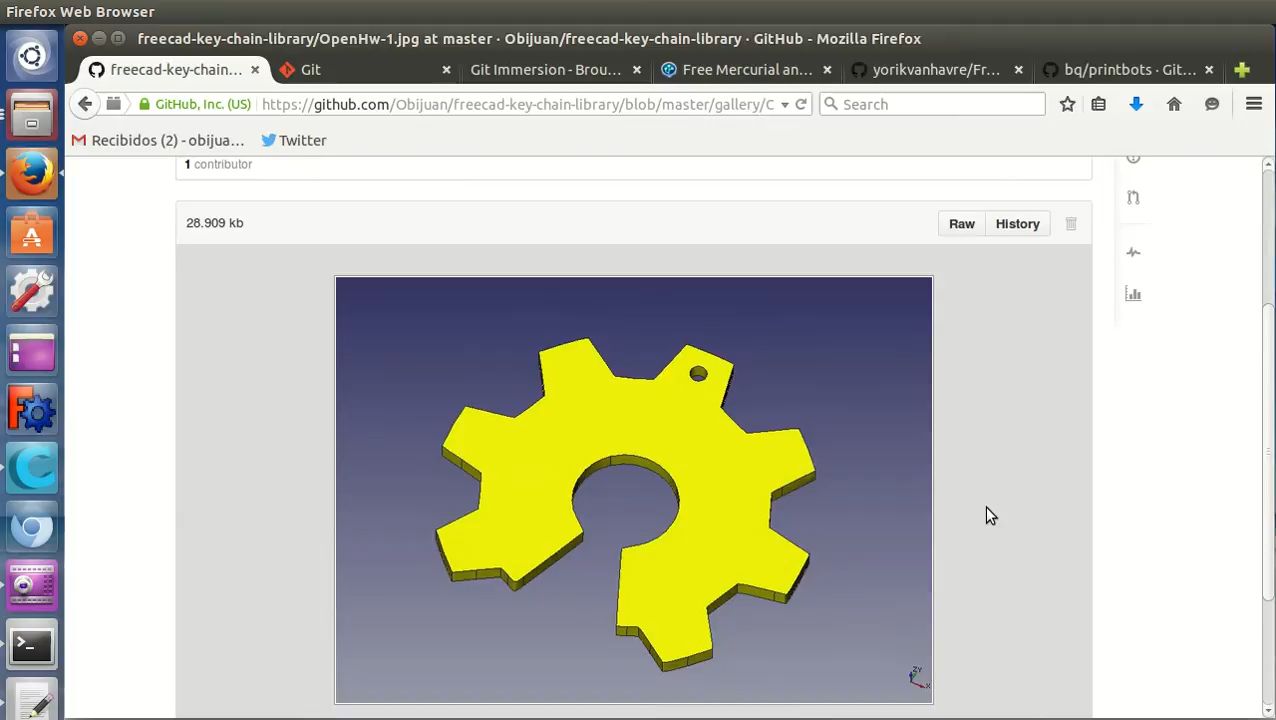 Firefox Web Browser
freecad-key-chain-library/OpenHw-1.jpg at master · Obijuan/freecad-key-chain-library · GitHub - Mozilla Firefox
freecad-key-chain... Git Git Immersion - Brou... Free Mercurial an... yorikvanhavre/Fr... bq/printbots · Git...
GitHub, Inc. (US) https://github.com/Obijuan/freecad-key-chain-library/blob/master/gallery/C Search
Recibidos (2) - obijua... Twitter
1 contributor
28.909 kb Raw History
ZY
X